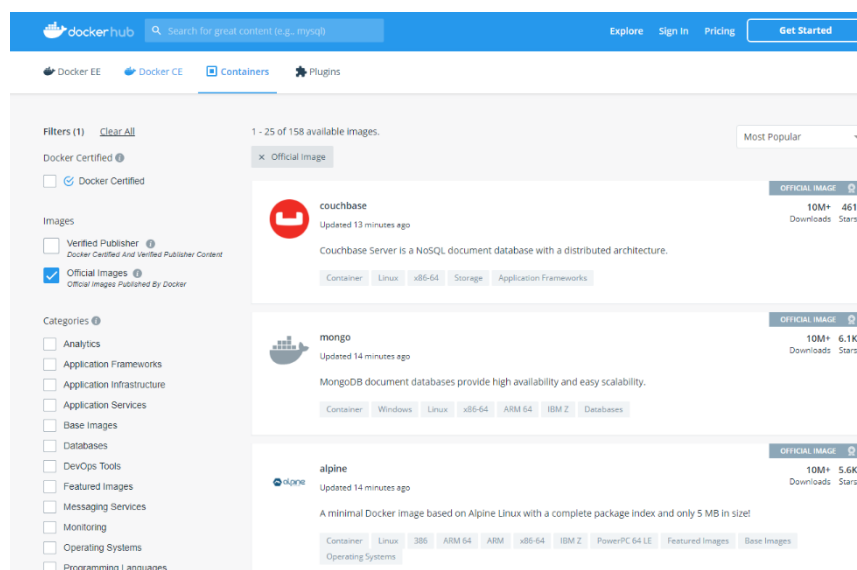 dockerhub Search for great content (e.g., mysql) Explore Sign In Pricing Get Started
Docker EE Docker CE Containers Plugins
Filters (1) Clear All
1 - 25 of 158 available images.
Most Popular
Docker Certified
Official Image
Docker Certified
Images
Verified Publisher
Docker Certified And Verified Publisher Content
Official Images
Official Images Published By Docker
Categories
Analytics
Application Frameworks
Application Infrastructure
Application Services
Base Images
Databases
DevOps Tools
Featured Images
Messaging Services
Monitoring
Operating Systems
Programming Languages
OFFICIAL IMAGE
couchbase
10M+ 461
Updated 13 minutes ago
Downloads Stars
Couchbase Server is a NoSQL document database with a distributed architecture.
Container Linux x86-64 Storage Application Frameworks
OFFICIAL IMAGE
mongo
10M+ 6.1K
Updated 14 minutes ago
Downloads Stars
MongoDB document databases provide high availability and easy scalability.
Container Windows Linux x86-64 ARM 64 IBM Z Databases
OFFICIAL IMAGE
alpine
alpine
10M+ 5.6K
Updated 14 minutes ago
Downloads Stars
A minimal Docker image based on Alpine Linux with a complete package index and only 5 MB in size!
Container Linux 386 ARM 64 ARM x86-64 IBM Z PowerPC 64 LE Featured Images Base Images
Operating Systems